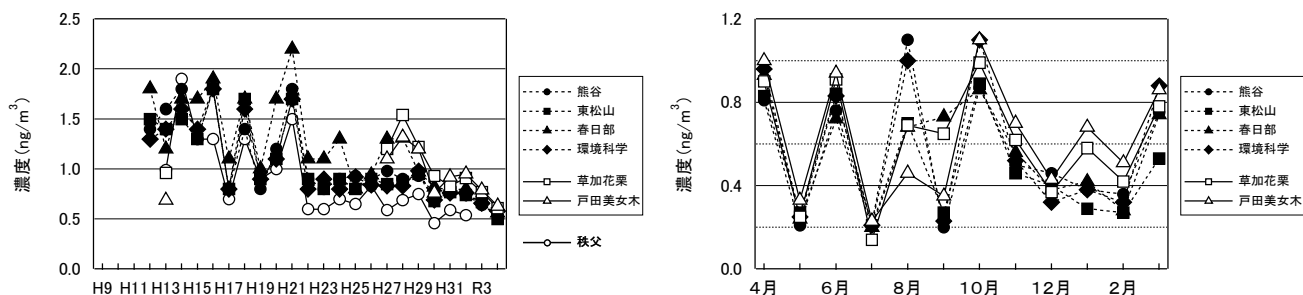 2.5
2.0
1.5
1.0
0.5
0.0
濃度（ng/m³）
H9 H11 H13 H15 H17 H19 H21 H23 H25 H27 H29 H31 R3
熊谷
東松山
春日部
環境科学
草加花栗
戸田美女木
秩父
1.2
0.8
0.4
0.0
濃度（ng/m³）
4月 6月 8月 10月 12月 2月
熊谷
東松山
春日部
環境科学
草加花栗
戸田美女木